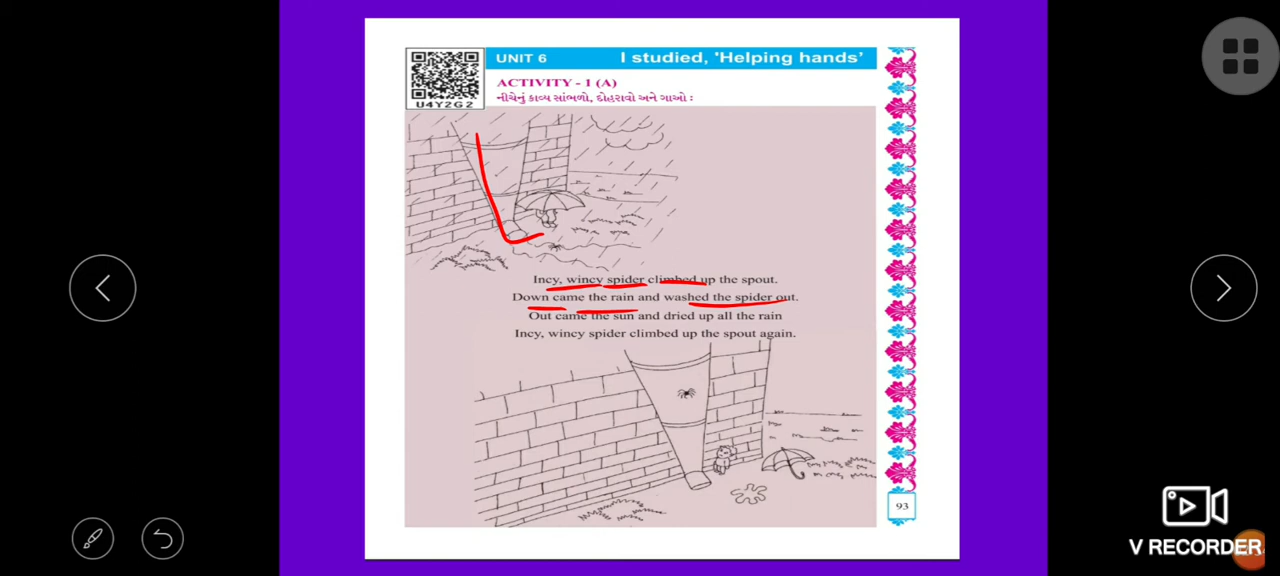 UNIT 6 I studied, 'Helping hands'
U4Y2G2
ACTIVITY - 1 (A)
નીચેનું કાવ્ય સાંભળો, દોહરાવો અને ગાઓ :
Incy, wincy spider climbed up the spout.
Down came the rain and washed the spider out.
Out came the sun and dried up all the rain
Incy, wincy spider climbed up the spout again.
93
V RECORDER